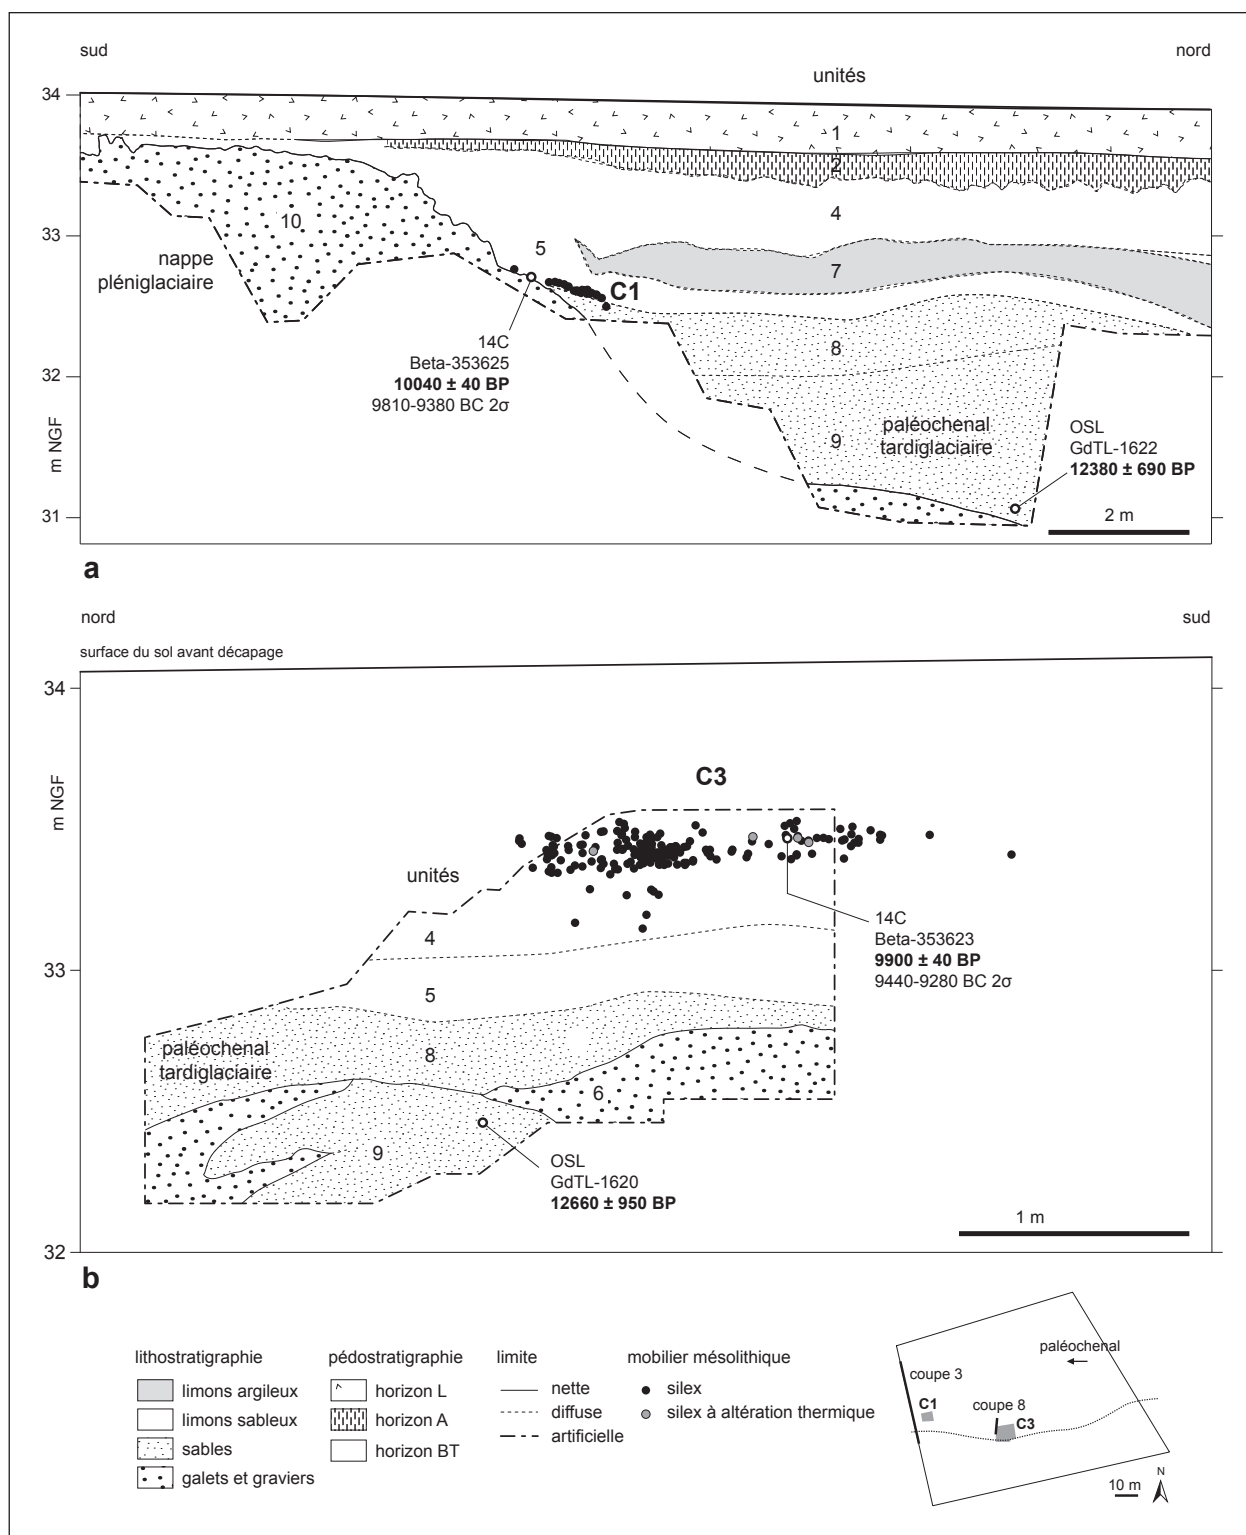 sud
nord
unités
34
1
2
4
33
10
5
7
nappe
pléniglaciaire
C1
14C
Beta-353625
10040 ± 40 BP
9810-9380 BC 2σ
8
32
m NGF
9
paléochenal
tardiglaciaire
OSL
GdTL-1622
12380 ± 690 BP
31
2 m
a
nord
sud
surface du sol avant décapage
34
C3
m NGF
unités
14C
Beta-353623
9900 ± 40 BP
9440-9280 BC 2σ
4
33
5
paléochenal
tardiglaciaire
8
6
9
OSL
GdTL-1620
12660 ± 950 BP
1 m
32
b
lithostratigraphie
limons argileux
limons sableux
sables
galets et graviers
pédostratigraphie
horizon L
horizon A
horizon BT
limite
nette
diffuse
artificielle
mobilier mésolithique
silex
silex à altération thermique
paléochenal
coupe 3
C1
coupe 8
C3
10 m
N